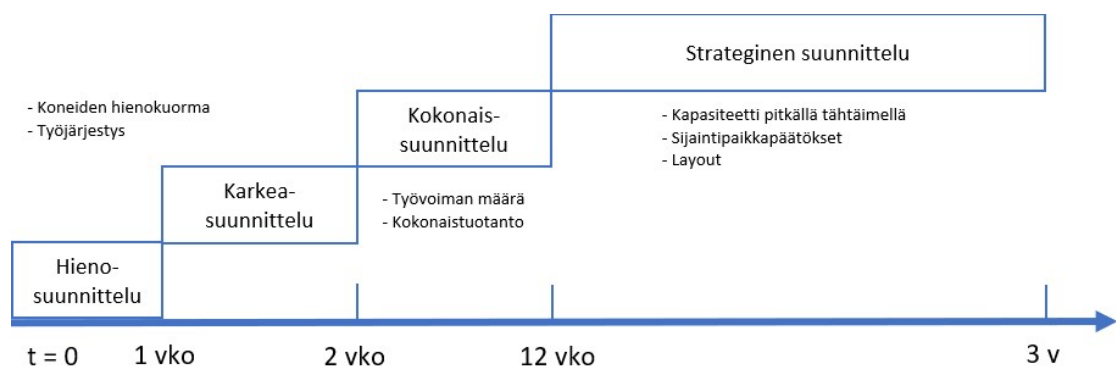 Strateginen suunnittelu
- Koneiden hienokuorma
- Työjärjestys
Kokonais-
suunnittelu
- Kapasiteetti pitkällä tähtäimellä
- Sijaintipaikkapäätökset
- Layout
Karkea-
suunnittelu
- Työvoiman määrä
- Kokonaistuotanto
Hieno-
suunnittelu
t = 0 1 vko 2 vko 12 vko 3 v